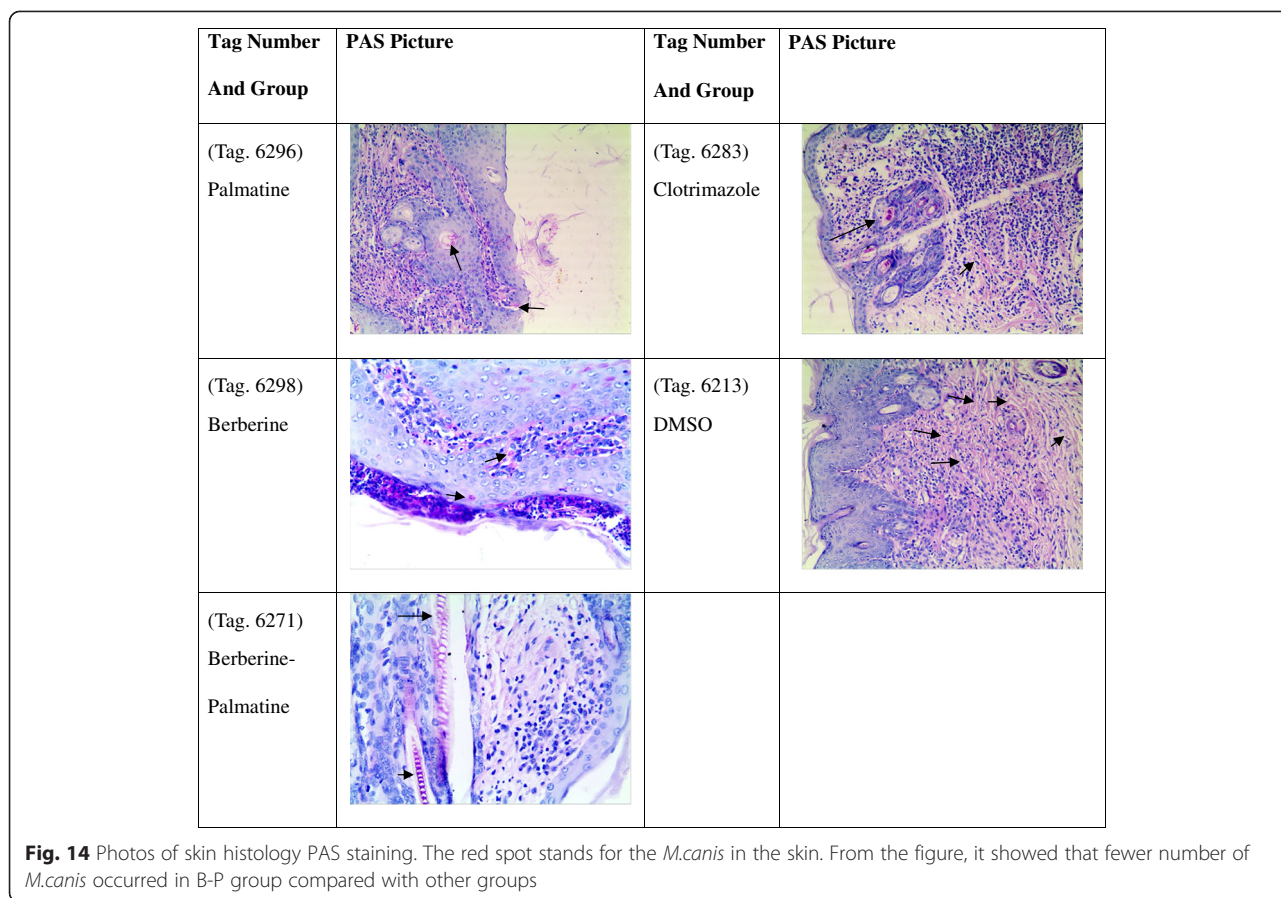 Tag Number
And Group
PAS Picture
Tag Number
And Group
PAS Picture
(Tag. 6296)
Palmatine
(Tag. 6283)
Clotrimazole
(Tag. 6298)
Berberine
(Tag. 6213)
DMSO
(Tag. 6271)
Berberine-
Palmatine
Fig. 14 Photos of skin histology PAS staining. The red spot stands for the M.canis in the skin. From the figure, it showed that fewer number of
M.canis occurred in B-P group compared with other groups